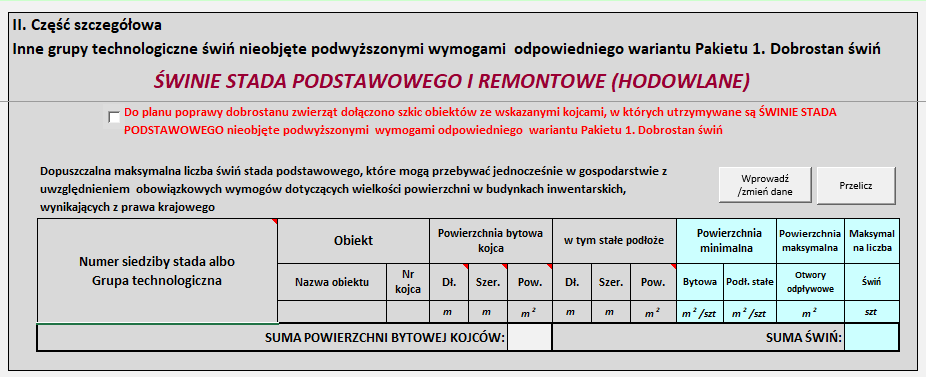 II. Część szczegółowa
Inne grupy technologiczne świń nieobjęte podwyższonymi wymogami odpowiedniego wariantu Pakietu 1. Dobrostan świń
ŚWINIE STADA PODSTAWOWEGO I REMONTOWE (HODOWLANE)
Do planu poprawy dobrostanu zwierząt dołączono szkic obiektów ze wskazanymi kojcami, w których utrzymywane są ŚWINIE STADA
PODSTAWOWEGO nieobjęte podwyższonymi wymogami odpowiedniego wariantu Pakietu 1. Dobrostan świń
Dopuszczalna maksymalna liczba świń stada podstawowego, które mogą przebywać jednocześnie w gospodarstwie z
uwzględnieniem obowiązkowych wymogów dotyczących wielkości powierzchni w budynkach inwentarskich,
wynikających z prawa krajowego
Wprowadź
/zmień dane
Przelicz
Numer siedziby stada albo
Grupa technologiczna
Obiekt
Powierzchnia bytowa
kojca
w tym stałe podłoże
Powierzchnia
minimalna
Powierzchnia
maksymalna
Maksymal
na liczba
Nazwa obiektu
Nr
kojca
Dł.
Szer.
Pow.
Dł.
Szer.
Pow.
Bytowa
Podł. stałe
Otwory
odpływowe
Świń
m
m
m²
m
m
m²
m²/szt
m²/szt
m²
szt
SUMA POWIERZCHNI BYTOWEJ KOJCÓW:
SUMA ŚWIŃ: